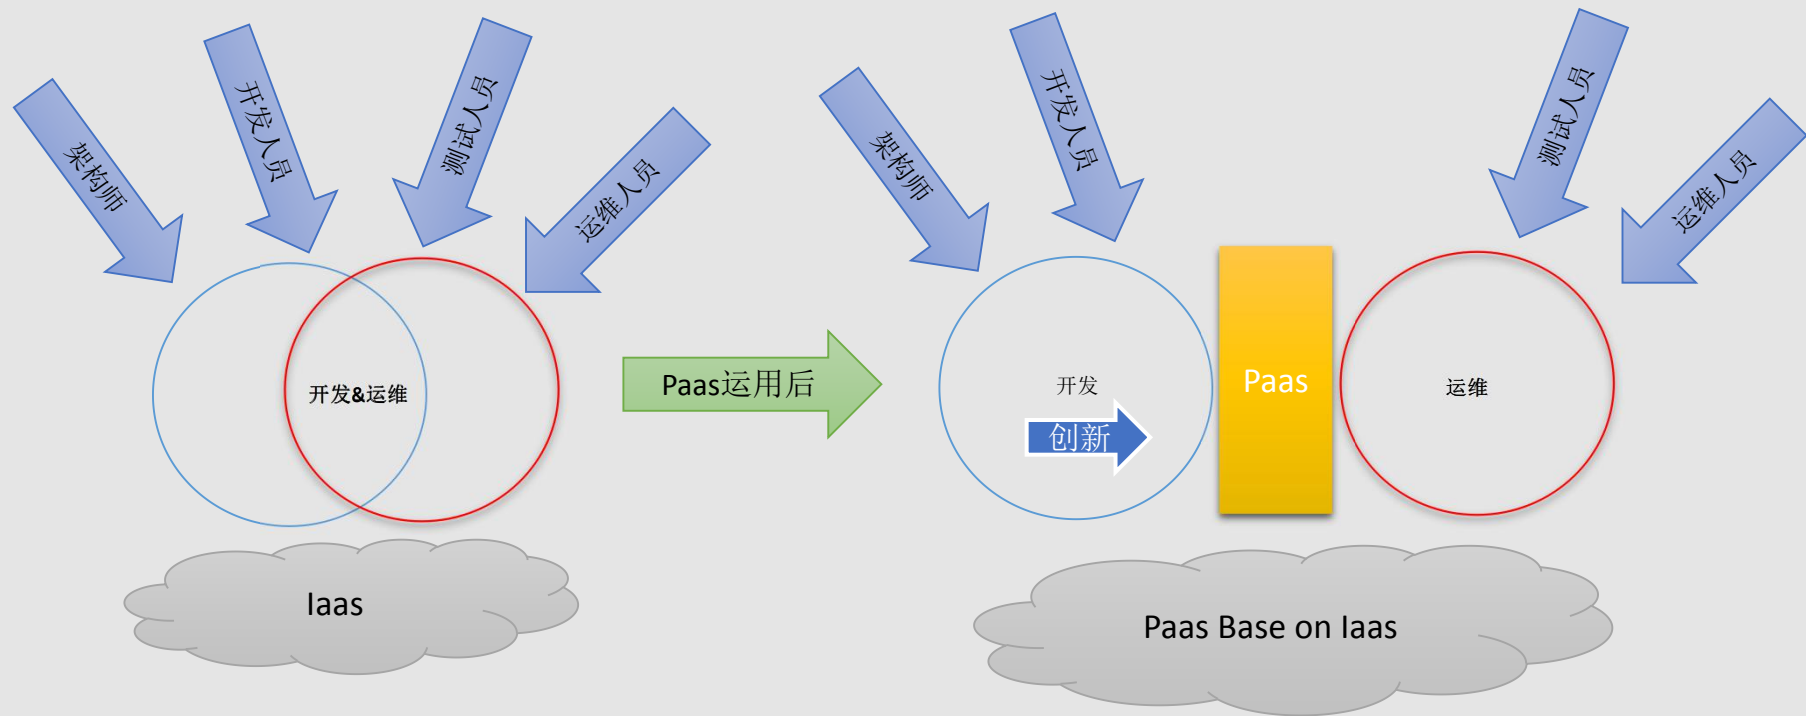 架构师
开发人员
测试人员
运维人员
开发&运维
Iaas
Paas运用后
架构师
开发人员
测试人员
运维人员
开发
创新
Paas
运维
Paas Base on Iaas